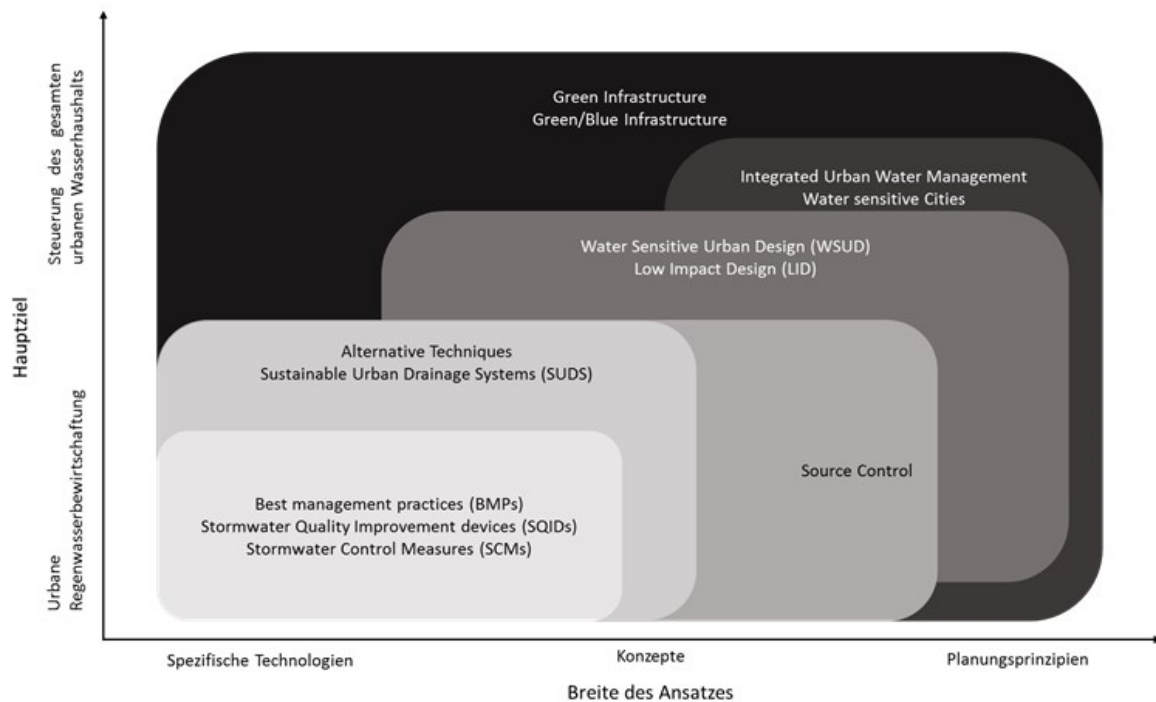 Green Infrastructure
Green/Blue Infrastructure
Integrated Urban Water Management
Water sensitive Cities
Water Sensitive Urban Design (WSUD)
Low Impact Design (LID)
Alternative Techniques
Sustainable Urban Drainage Systems (SUDS)
Source Control
Best management practices (BMPs)
Stormwater Quality Improvement devices (SQIDs)
Stormwater Control Measures (SCMs)
Hauptziel
Steuerung des gesamten
urbanen Wasserhaushalts
Urbane
Regenwasserbewirtschaftung
Spezifische Technologien
Konzepte
Planungsprinzipien
Breite des Ansatzes